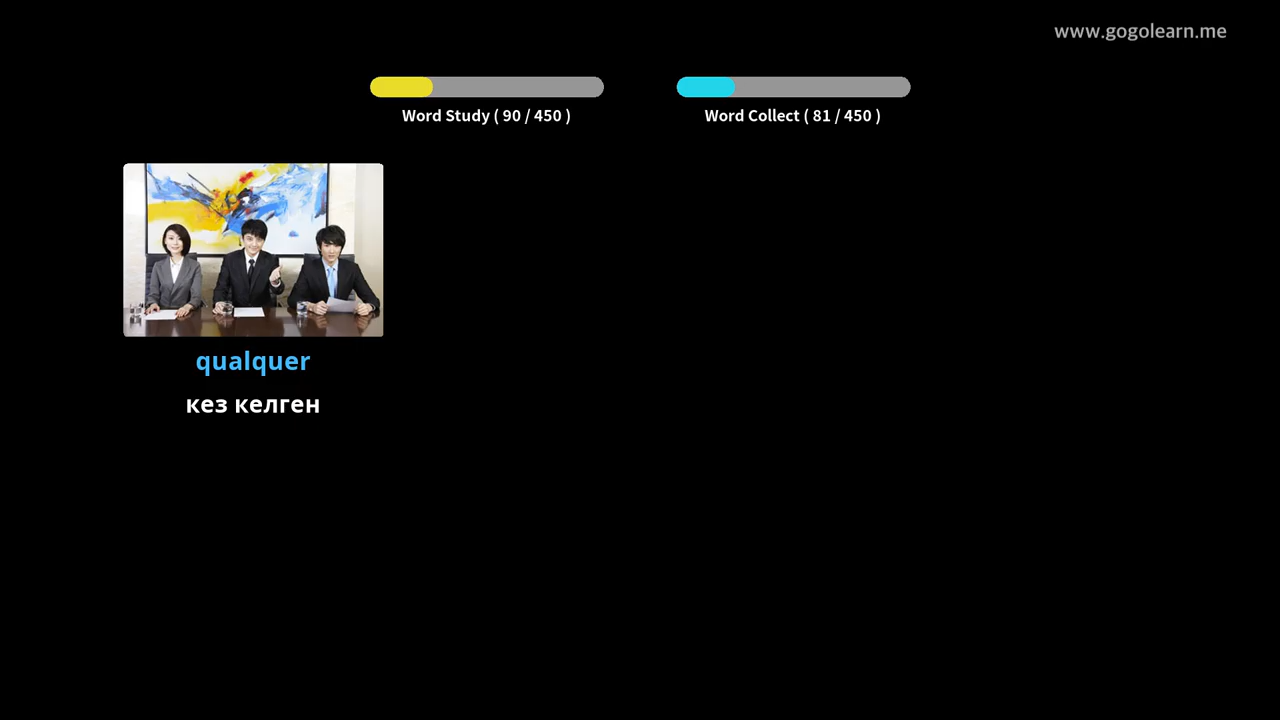 www.gogolearn.me
Word Study ( 90 / 450 )
Word Collect ( 81 / 450 )
qualquer
кез келген